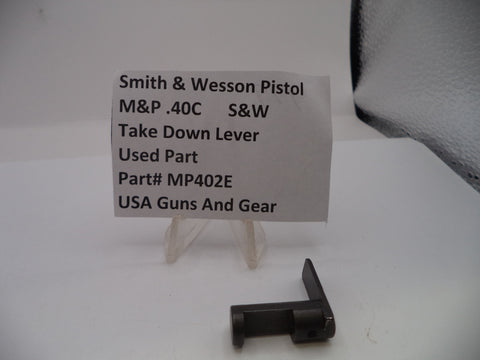 Smith & Wesson Pistol
M&P .40C S&W
Take Down Lever
Used Part
Part# MP402E
USA Guns And Gear